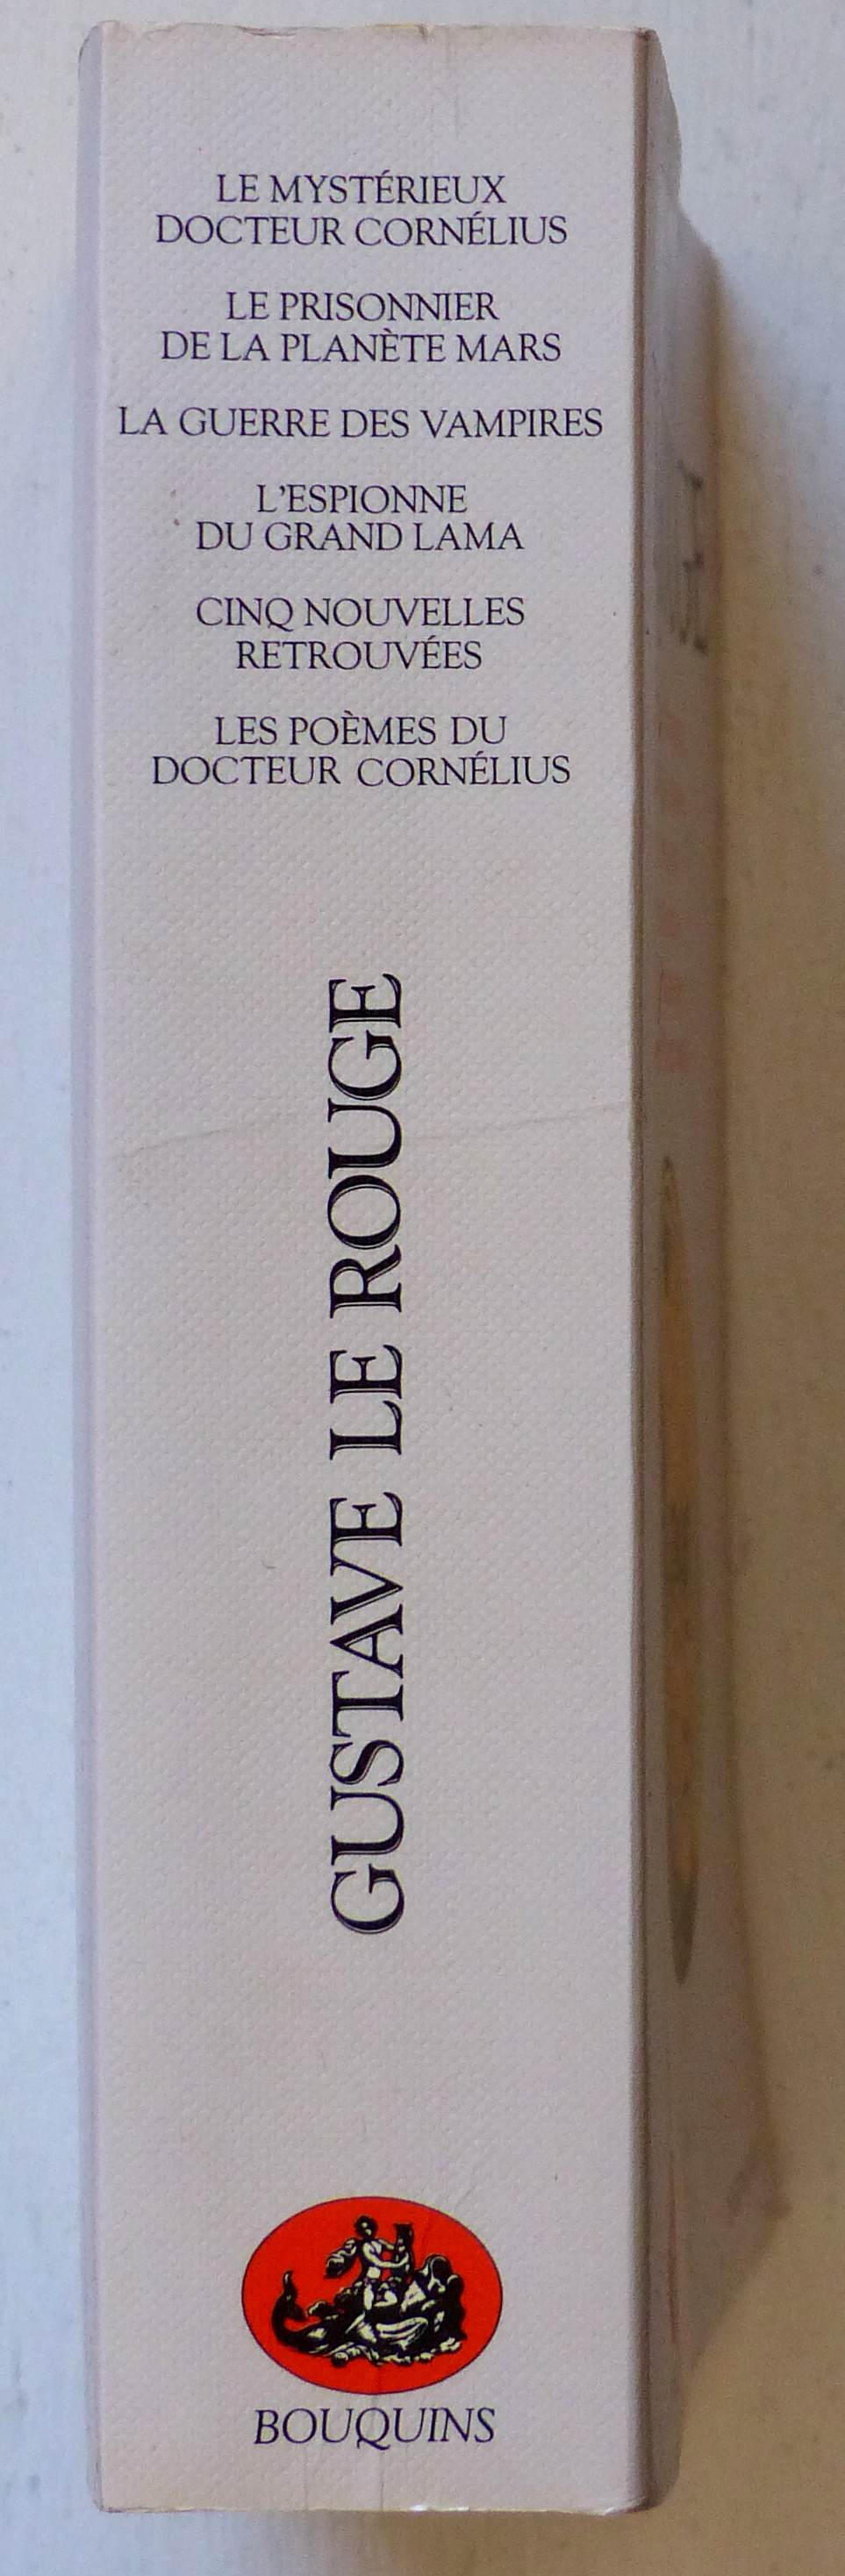 LE MYSTÉRIEUX
DOCTEUR CORNÉLIUS
LE PRISONNIER
DE LA PLANÈTE MARS
LA GUERRE DES VAMPIRES
L'ESPIONNE
DU GRAND LAMA
CINQ NOUVELLES
RETROUVÉES
LES POÈMES DU
DOCTEUR CORNÉLIUS
GUSTAVE LE ROUGE
BOUQUINS